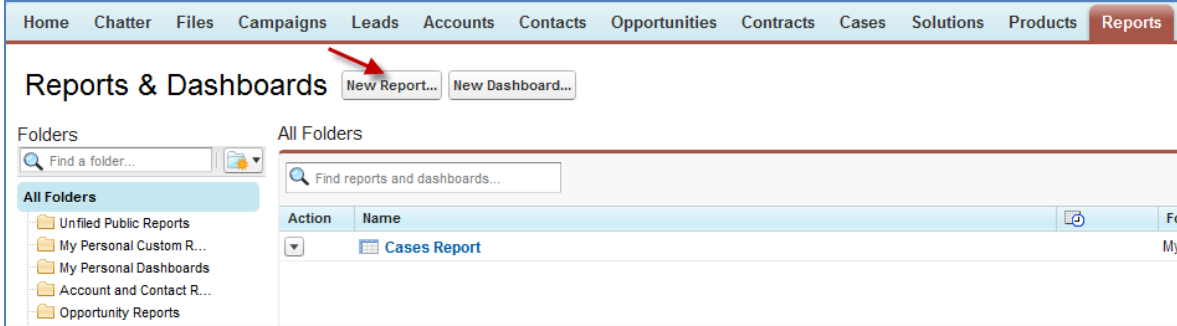 Home Chatter Files Campaigns Leads Accounts Contacts Opportunities Contracts Cases Solutions Products Reports
Reports & Dashboards New Report... New Dashboard...
Folders
Find a folder...
All Folders
Unfiled Public Reports
My Personal Custom R...
My Personal Dashboards
Account and Contact R...
Opportunity Reports
All Folders
Find reports and dashboards...
Action Name
Cases Report My